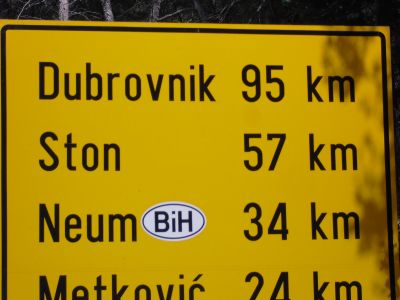 Dubrovnik 95 km
Ston 57 km
Neum BiH 34 km
Metković 24 km